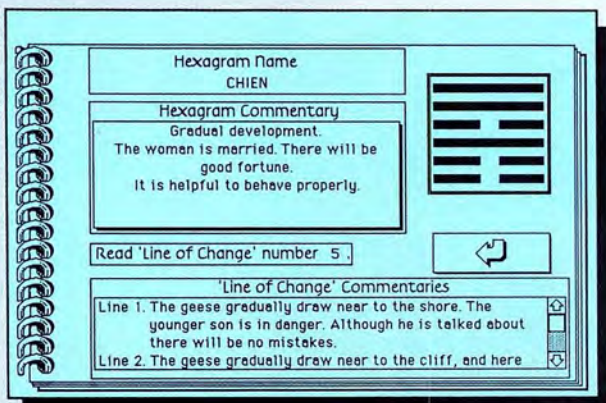 Hexagram Name
CHIEN
Hexagram Commentary
Gradual development.
The woman is married. There will be
good fortune.
It is helpful to behave properly.
Read 'Line of Change' number 5.
'Line of Change' Commentaries
Line 1. The geese gradually draw near to the shore. The
younger son is in danger. Although he is talked about
there will be no mistakes.
Line 2. The geese gradually draw near to the cliff, and here